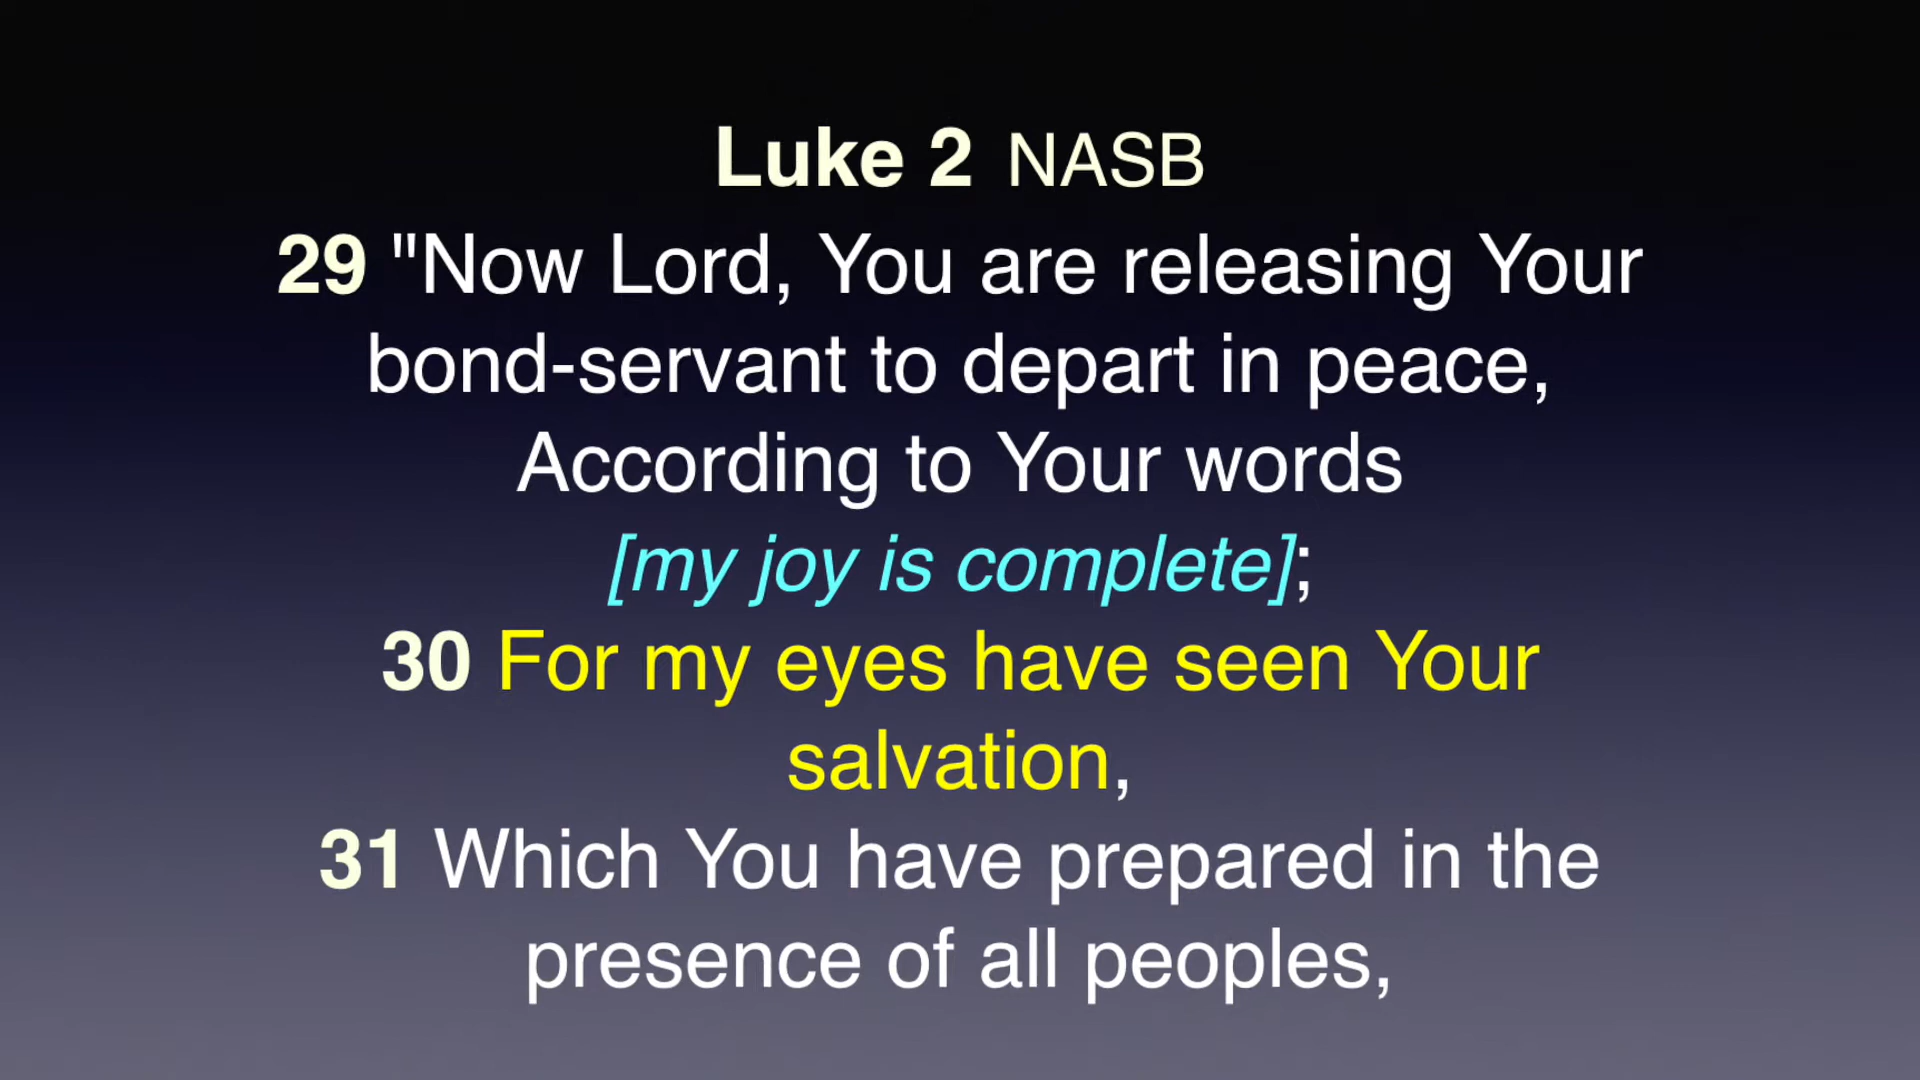 Luke 2 NASB
29 "Now Lord, You are releasing Your
bond-servant to depart in peace,
According to Your words
[my joy is complete];
30 For my eyes have seen Your
salvation,
31 Which You have prepared in the
presence of all peoples,